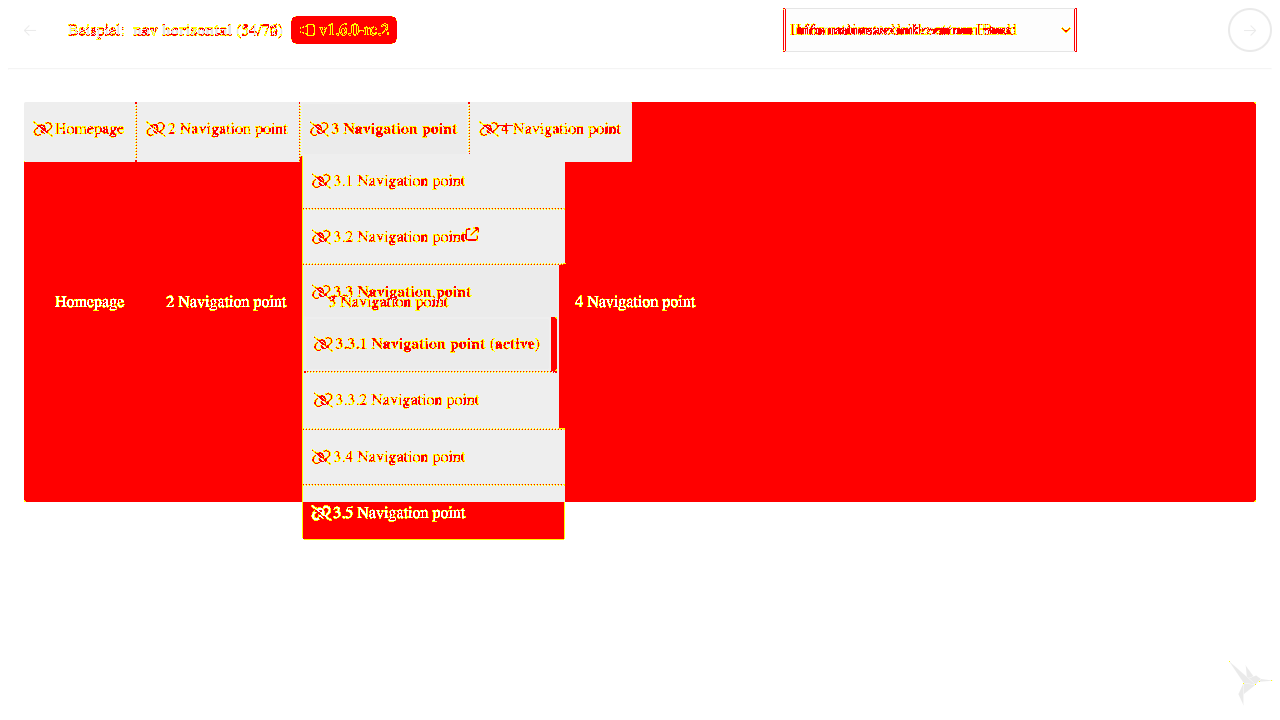 Beispiel: nav horizontal (34/76) v1.6.0-rc.2
Homepage 2 Navigation point 3 Navigation point 4 Navigation point
3.1 Navigation point
3.2 Navigation point
3.3 Navigation point
Homepage 2 Navigation point 3 Navigation point 4 Navigation point
3.3.1 Navigation point (active)
3.3.2 Navigation point
3.4 Navigation point
3.5 Navigation point